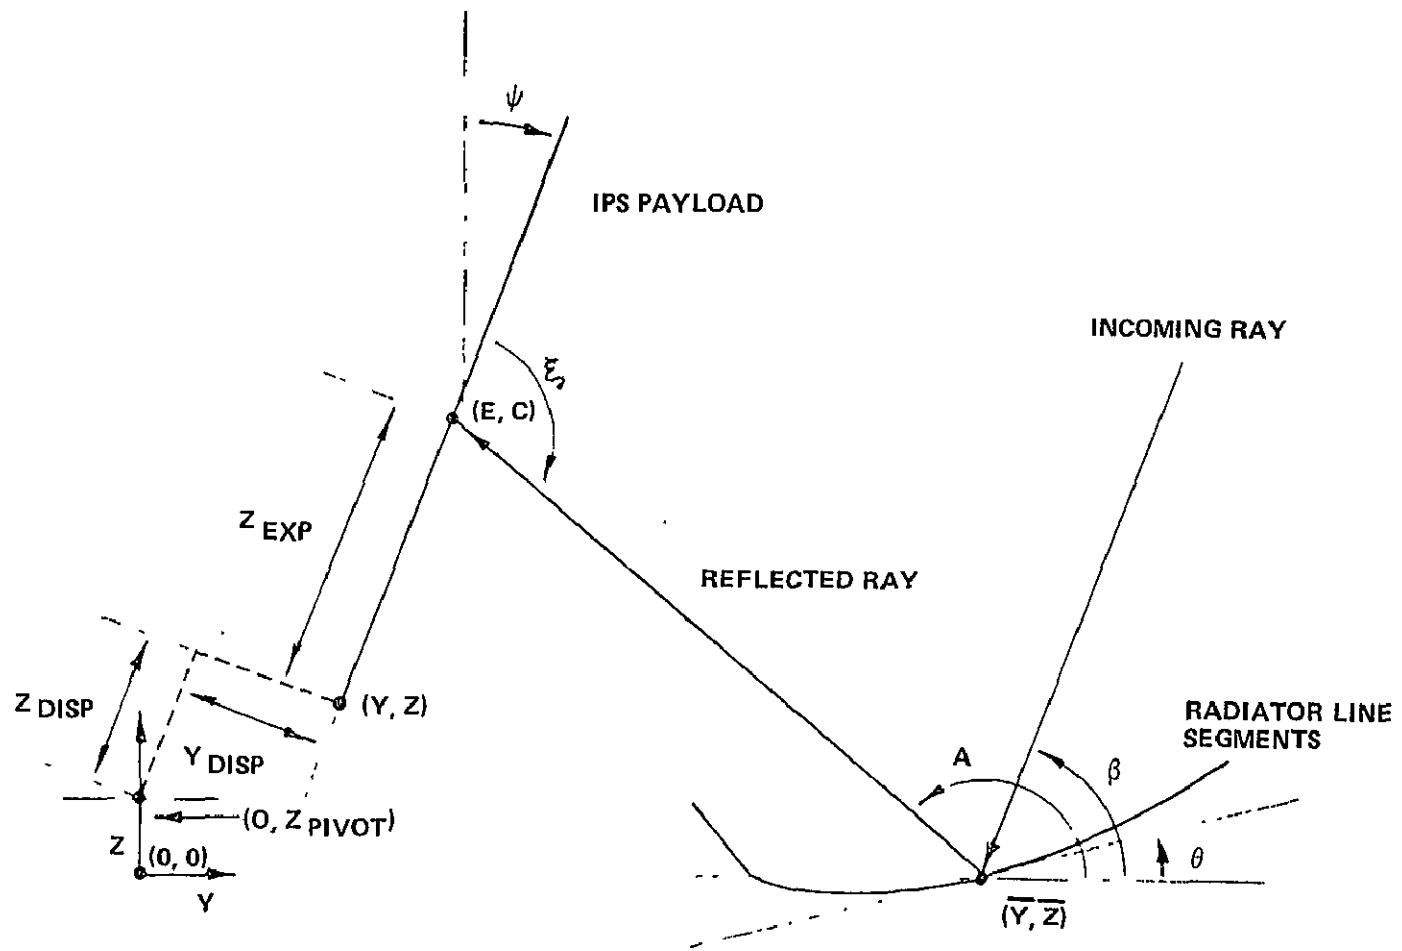 ψ
IPS PAYLOAD
INCOMING RAY
(E, C)
ξ
Z EXP
REFLECTED RAY
Z DISP
(Y, Z)
Y DISP
RADIATOR LINE
SEGMENTS
A
β
(0, Z PIVOT)
Z
(0, 0)
θ
Y
(Y̅, Z̅)